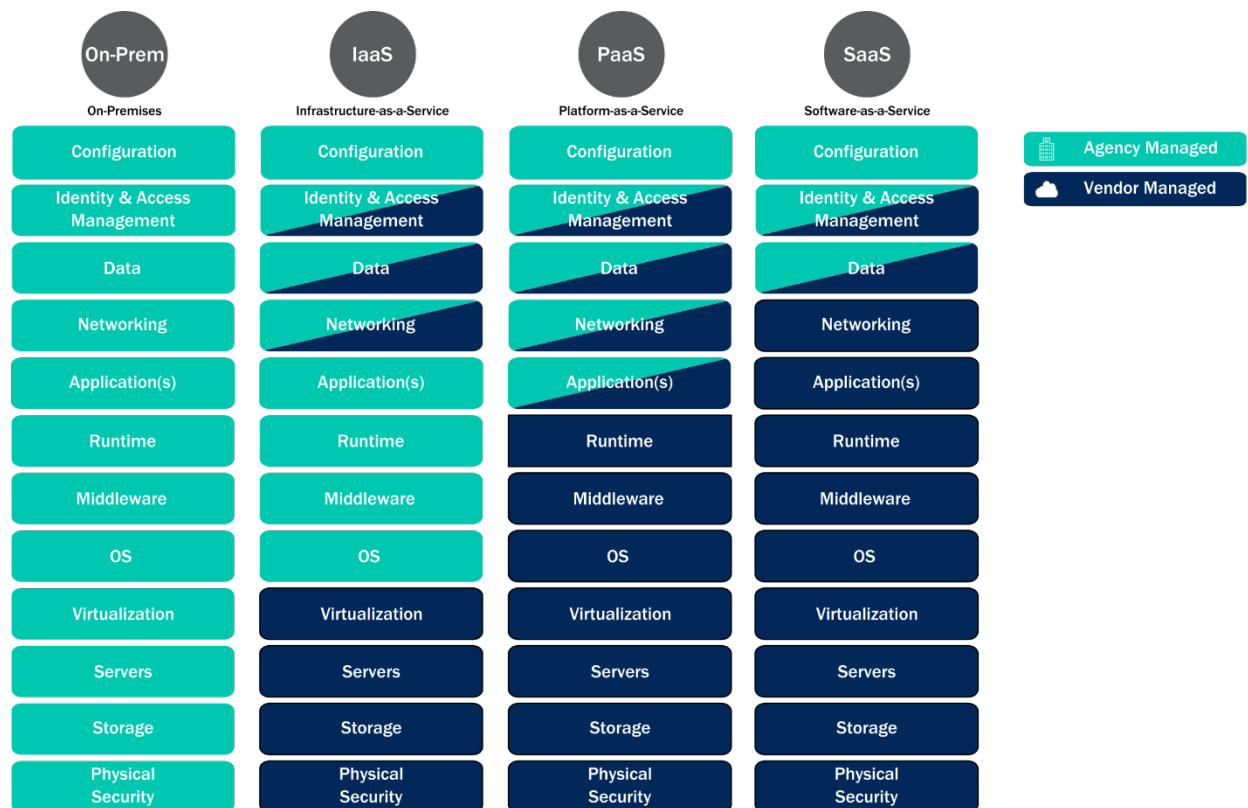 On-Prem
IaaS
PaaS
SaaS
On-Premises
Infrastructure-as-a-Service
Platform-as-a-Service
Software-as-a-Service
Configuration
Configuration
Configuration
Configuration
Agency Managed
Vendor Managed
Identity & Access
Management
Identity & Access
Management
Identity & Access
Management
Identity & Access
Management
Data
Data
Data
Data
Networking
Networking
Networking
Networking
Application(s)
Application(s)
Application(s)
Application(s)
Runtime
Runtime
Runtime
Runtime
Middleware
Middleware
Middleware
Middleware
OS
OS
OS
OS
Virtualization
Virtualization
Virtualization
Virtualization
Servers
Servers
Servers
Servers
Storage
Storage
Storage
Storage
Physical
Security
Physical
Security
Physical
Security
Physical
Security